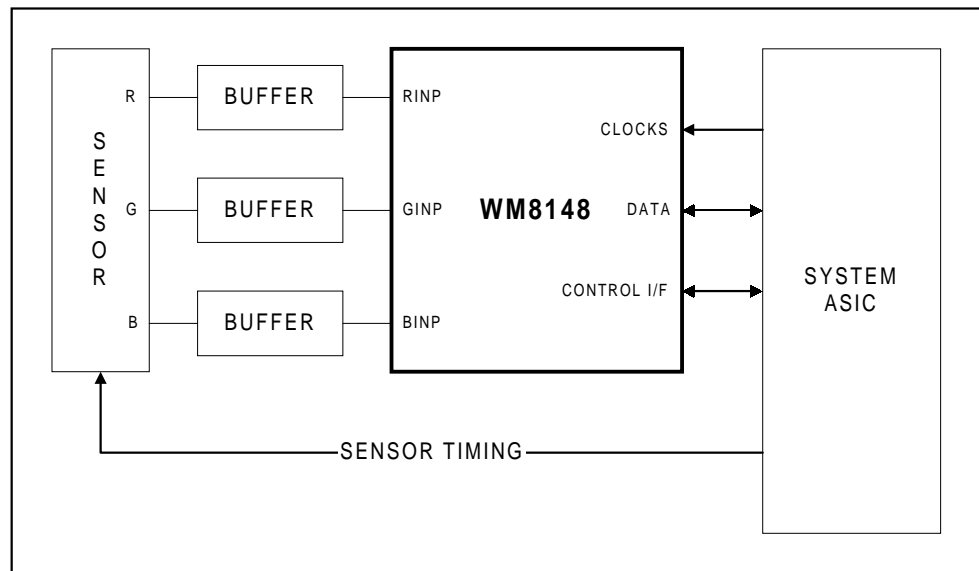 SENSOR
R
BUFFER
RINP
G
BUFFER
GINP
B
BUFFER
BINP
WM8148
CLOCKS
DATA
CONTROL I/F
SYSTEM
ASIC
SENSOR TIMING